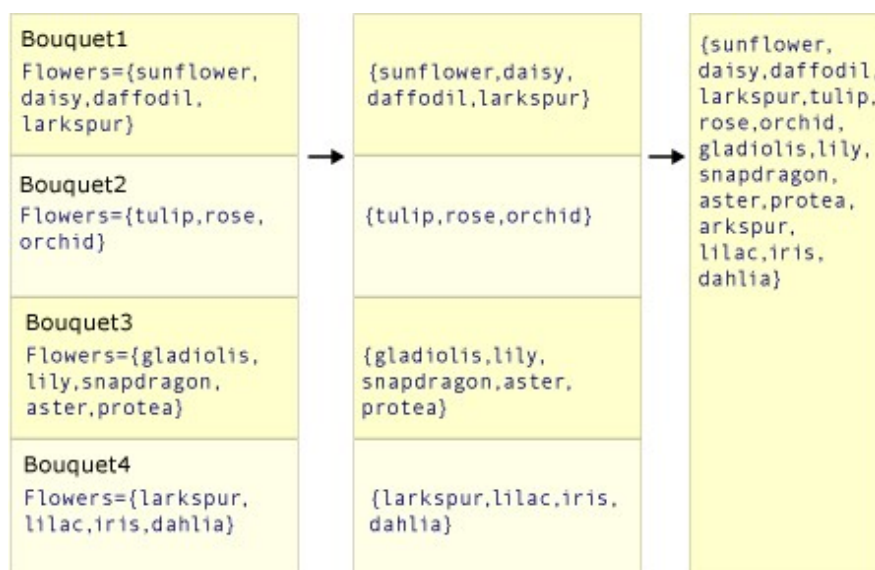 Bouquet1
Flowers={sunflower,
daisy,daffodil,
larkspur}
Bouquet2
Flowers={tulip,rose,
orchid}
Bouquet3
Flowers={gladiolis,
lily,snapdragon,
aster,protea}
Bouquet4
Flowers={larkspur,
lilac,iris,dahlia}
{sunflower,daisy,
daffodil,larkspur}
{tulip,rose,orchid}
{gladiolis,lily,
snapdragon,aster,
protea}
{larkspur,lilac,iris,
dahlia}
{sunflower,
daisy,daffodil,
larkspur,tulip,
rose,orchid,
gladiolis,lily,
snapdragon,
aster,protea,
arkspur,
lilac,iris,
dahlia}